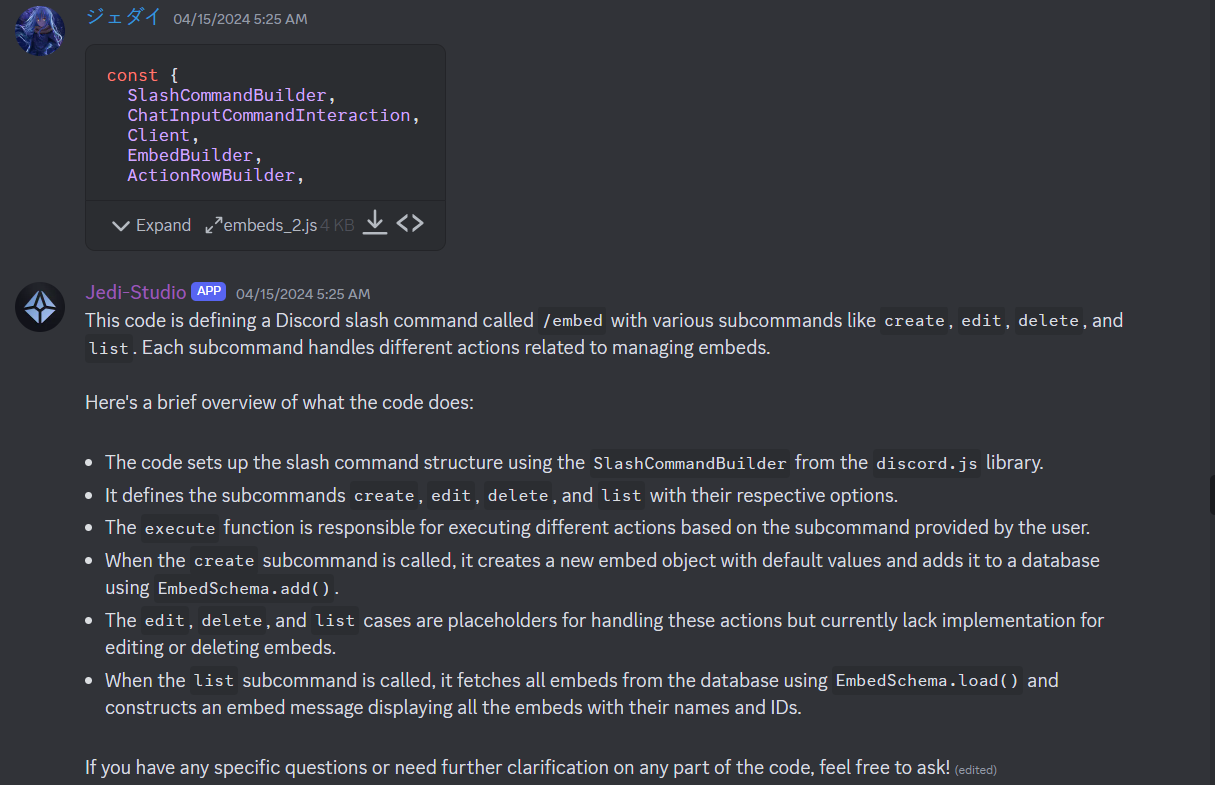 ジェダイ 04/15/2024 5:25 AM
const {
SlashCommandBuilder,
ChatInputCommandInteraction,
Client,
EmbedBuilder,
ActionRowBuilder,
Expand embeds_2.js 4 KB
Jedi-Studio APP 04/15/2024 5:25 AM
This code is defining a Discord slash command called /embed with various subcommands like create, edit, delete, and
list. Each subcommand handles different actions related to managing embeds.
Here's a brief overview of what the code does:
• The code sets up the slash command structure using the SlashCommandBuilder from the discord.js library.
• It defines the subcommands create, edit, delete, and list with their respective options.
• The execute function is responsible for executing different actions based on the subcommand provided by the user.
• When the create subcommand is called, it creates a new embed object with default values and adds it to a database
using EmbedSchema.add().
• The edit, delete, and list cases are placeholders for handling these actions but currently lack implementation for
editing or deleting embeds.
• When the list subcommand is called, it fetches all embeds from the database using EmbedSchema.load() and
constructs an embed message displaying all the embeds with their names and IDs.
If you have any specific questions or need further clarification on any part of the code, feel free to ask! (edited)